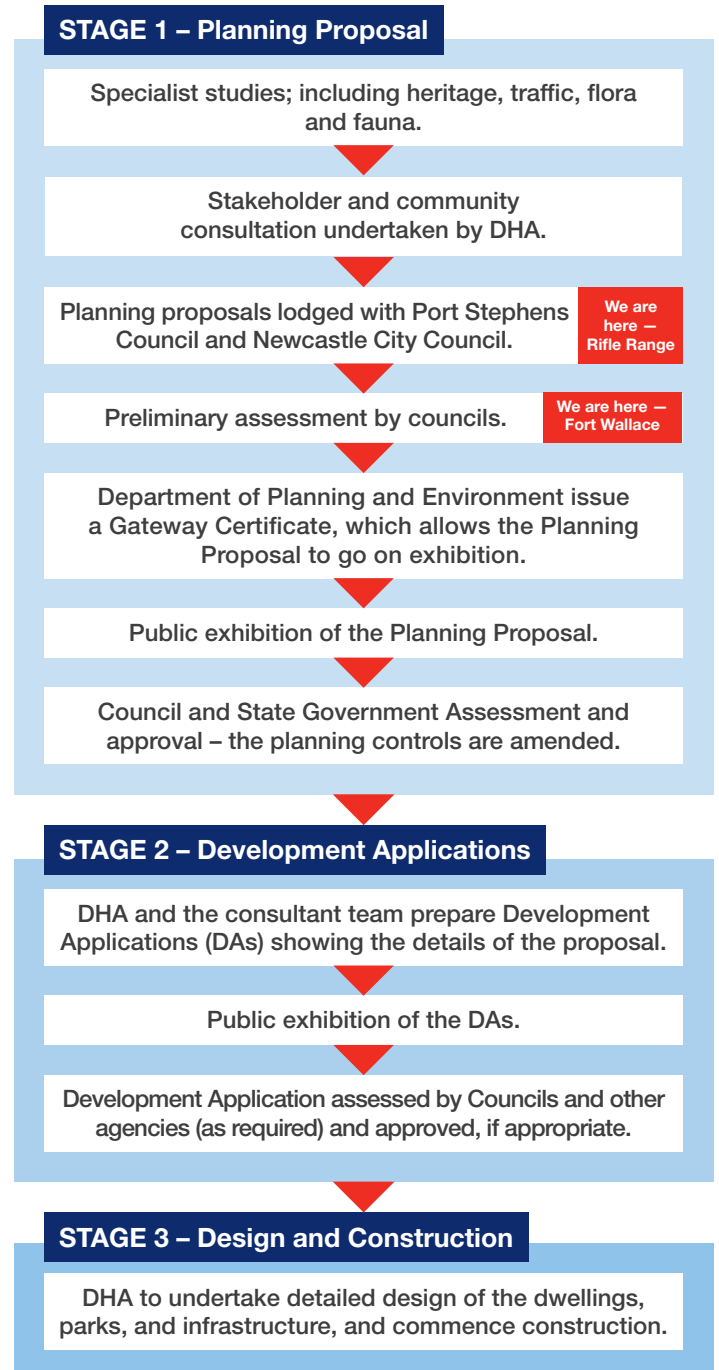 STAGE 1 – Planning Proposal
Specialist studies; including heritage, traffic, flora
and fauna.
Stakeholder and community
consultation undertaken by DHA.
Planning proposals lodged with Port Stephens
Council and Newcastle City Council.
We are
here —
Rifle Range
Preliminary assessment by councils.
We are here —
Fort Wallace
Department of Planning and Environment issue
a Gateway Certificate, which allows the Planning
Proposal to go on exhibition.
Public exhibition of the Planning Proposal.
Council and State Government Assessment and
approval – the planning controls are amended.
STAGE 2 – Development Applications
DHA and the consultant team prepare Development
Applications (DAs) showing the details of the proposal.
Public exhibition of the DAs.
Development Application assessed by Councils and other
agencies (as required) and approved, if appropriate.
STAGE 3 – Design and Construction
DHA to undertake detailed design of the dwellings,
parks, and infrastructure, and commence construction.